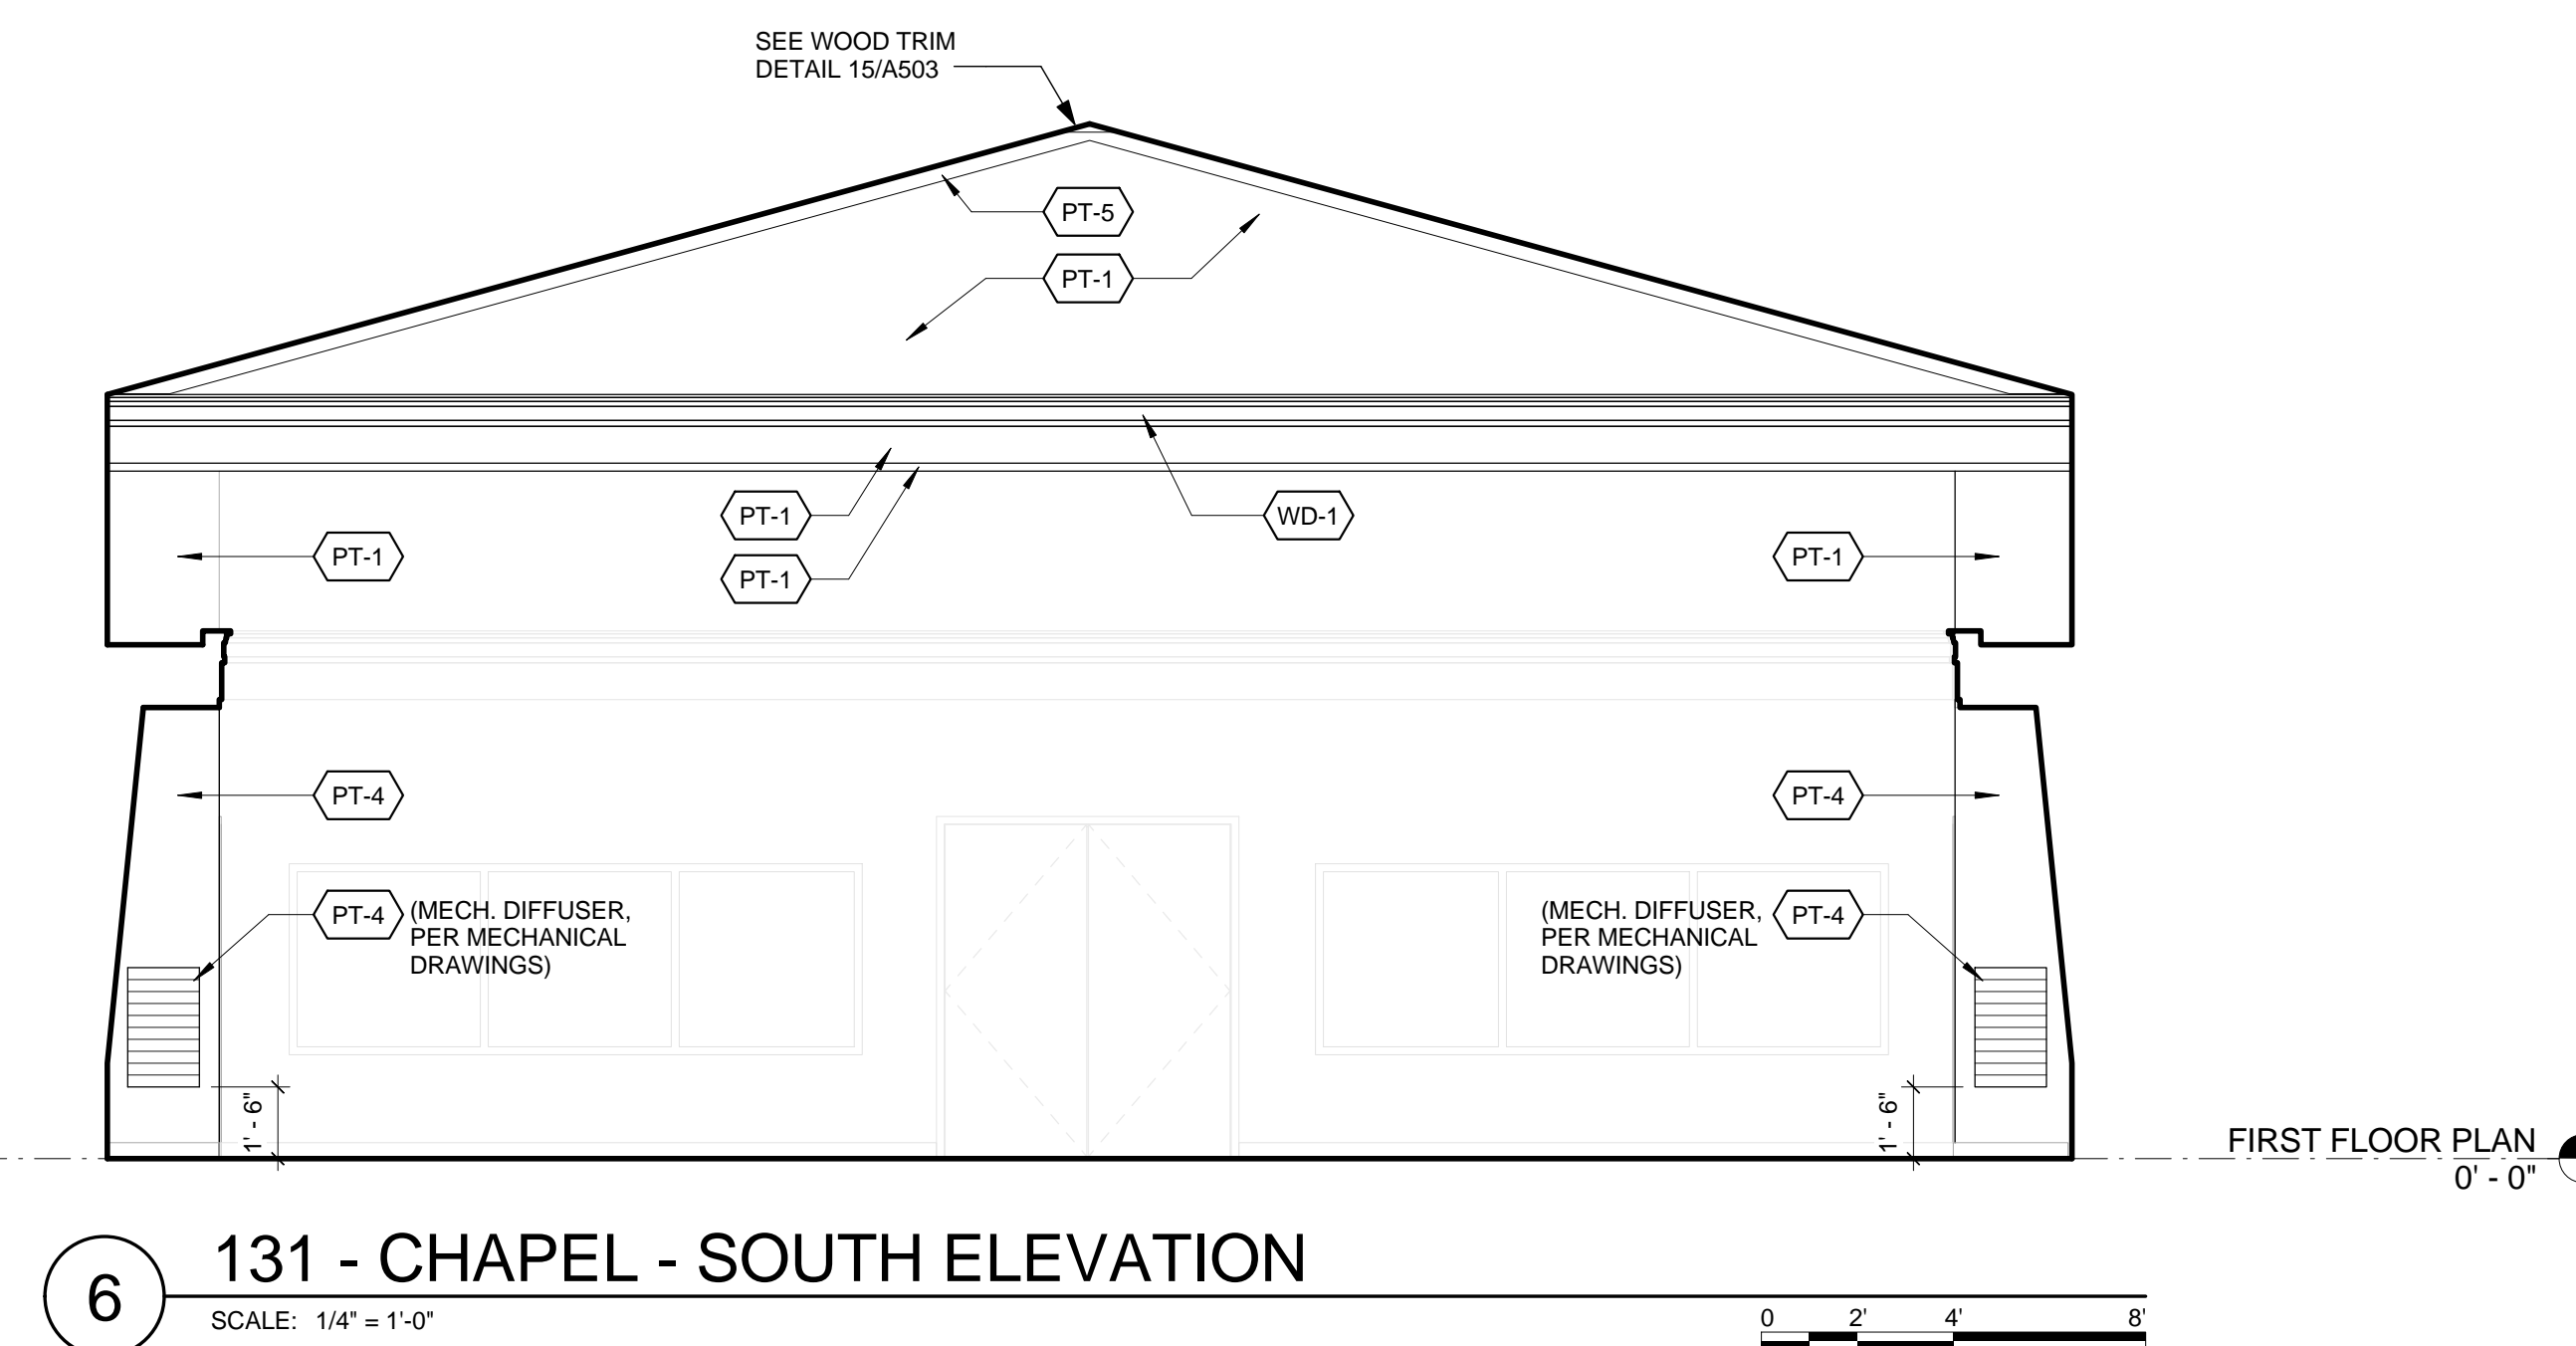 SEE WOOD TRIM
DETAIL 15/A503
PT-5
PT-1
PT-1
WD-1
PT-1
PT-1
PT-1
PT-4
PT-4
PT-4
(MECH. DIFFUSER,
PER MECHANICAL
DRAWINGS)
(MECH. DIFFUSER,
PER MECHANICAL
DRAWINGS)
PT-4
1' - 6"
1' - 6"
FIRST FLOOR PLAN
0' - 0"
6
131 - CHAPEL - SOUTH ELEVATION
SCALE: 1/4" = 1'-0"
0 2' 4' 8'